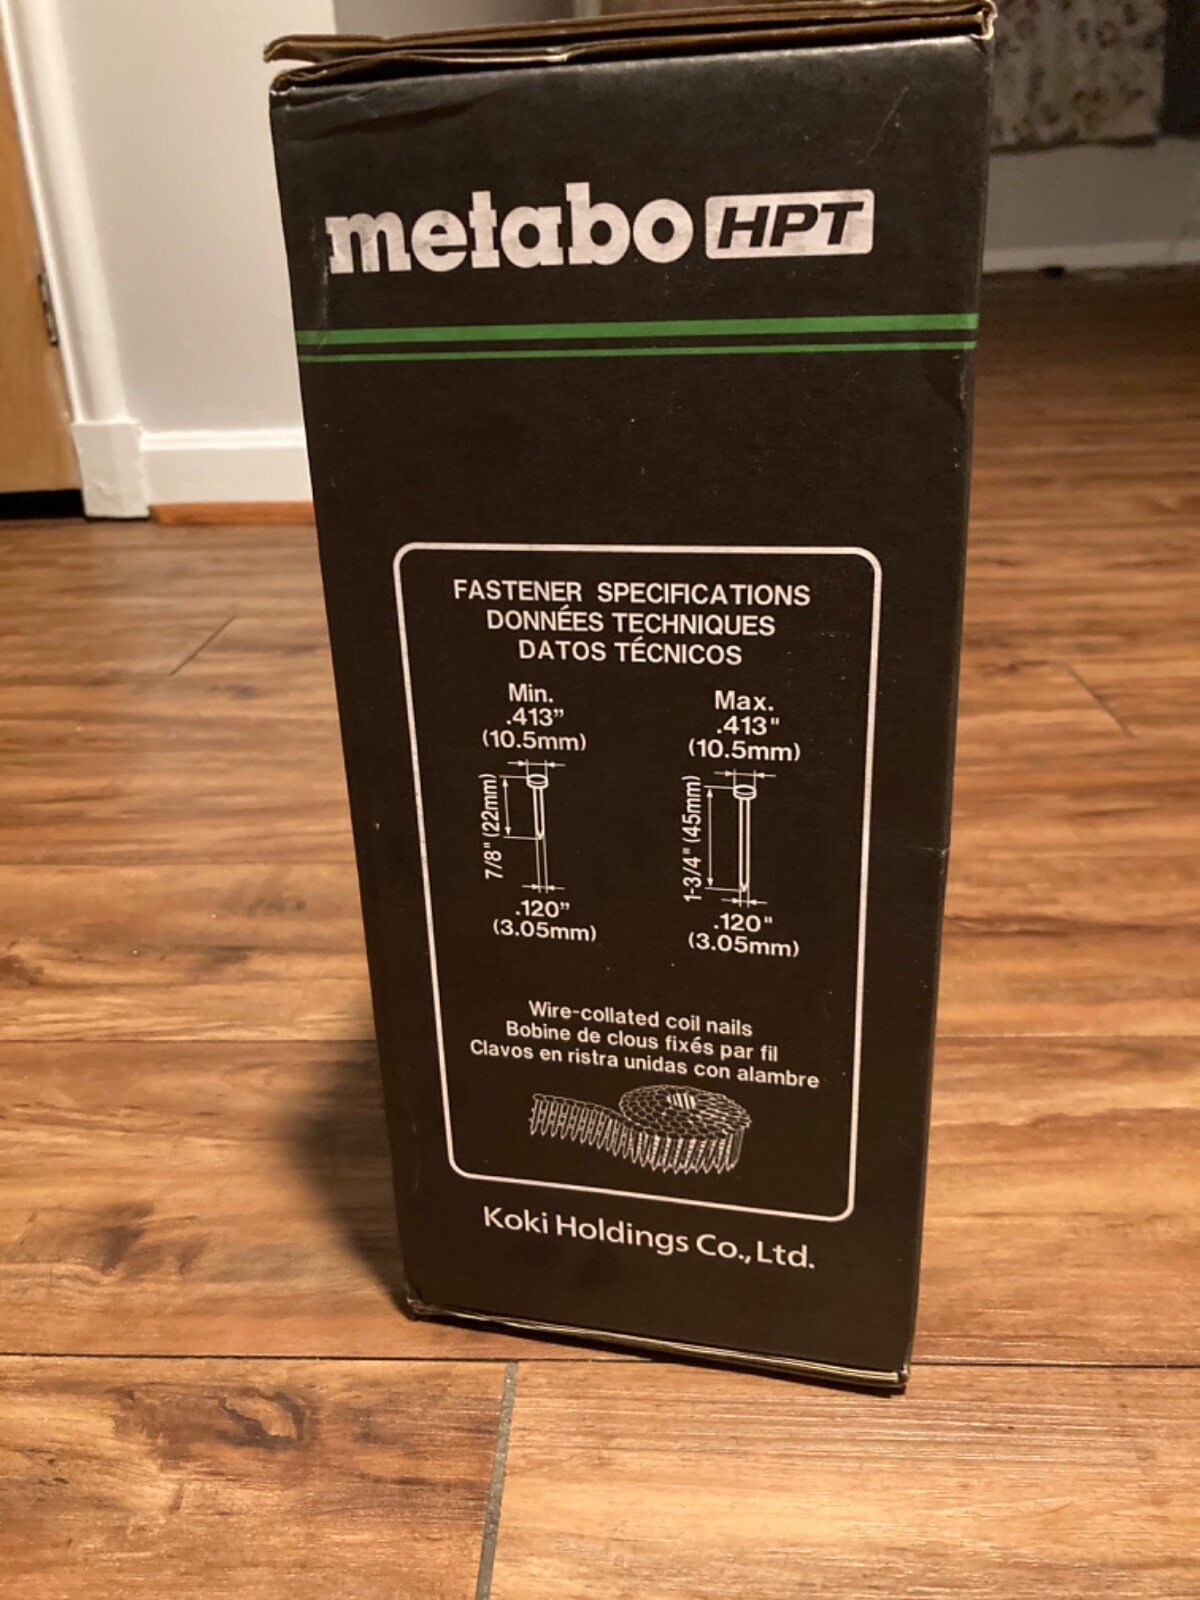 metabo HPT
FASTENER SPECIFICATIONS
DONNÉES TECHNIQUES
DATOS TÉCNICOS
Min.
.413”
(10.5mm)
7/8" (22mm)
.120”
(3.05mm)
Max.
.413"
(10.5mm)
1-3/4" (45mm)
.120"
(3.05mm)
Wire-collated coil nails
Bobine de clous fixés par fil
Clavos en ristra unidas con alambre
Koki Holdings Co., Ltd.